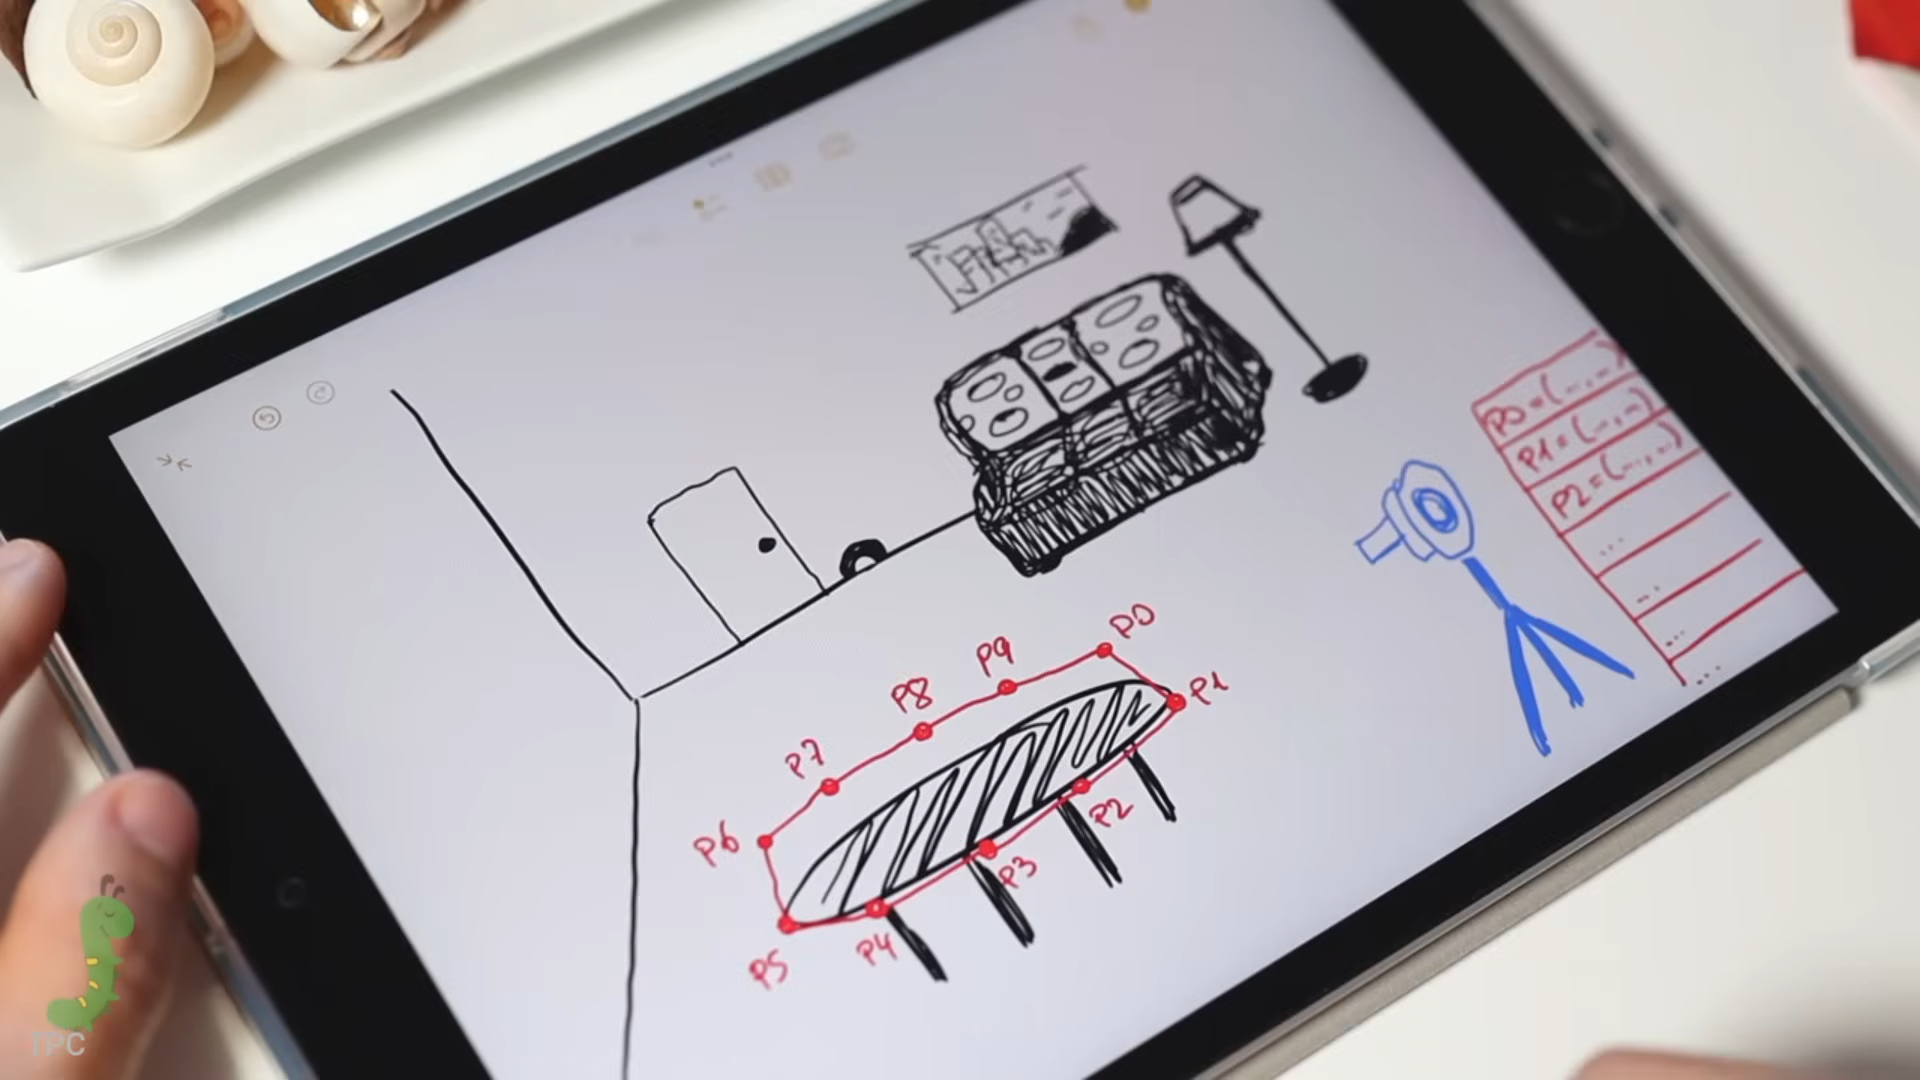 P0=(..., ...)
P1=(..., ...)
P2=(..., ...)
...
...
...
...
P0
P9
P1
P8
P7
P2
P6
P3
P4
P5
TPC